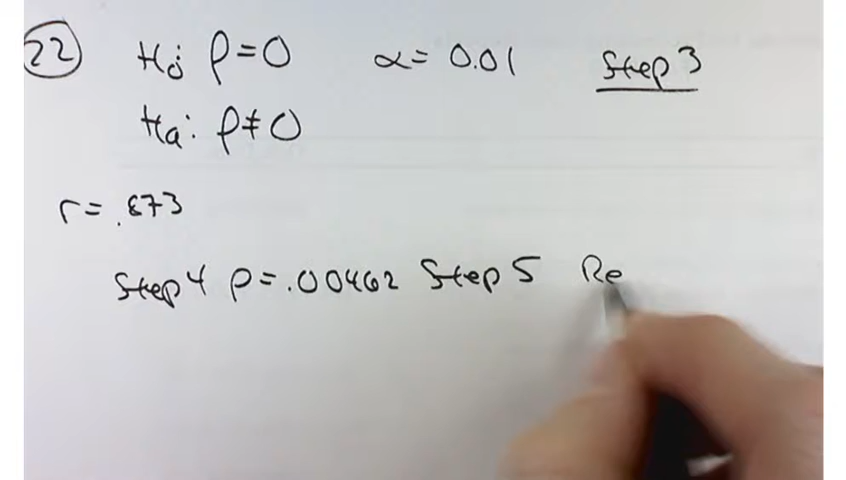 22 Ho: ρ=0 α=0.01 Step 3
Ha: ρ≠0
r=.873
Step 4 p=.00462 Step 5 Re